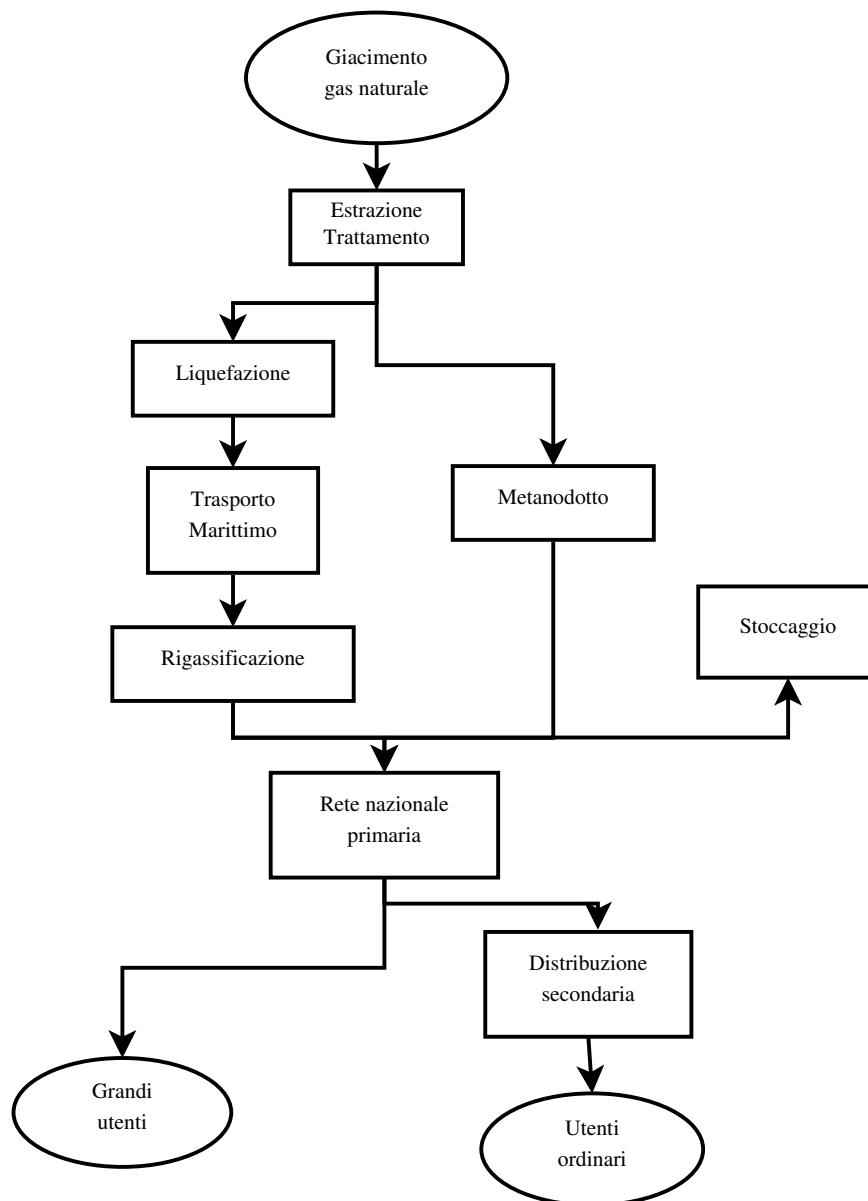 Giacimento
gas naturale
Estrazione
Trattamento
Liquefazione
Trasporto
Marittimo
Metanodotto
Rigassificazione
Stoccaggio
Rete nazionale
primaria
Distribuzione
secondaria
Grandi
utenti
Utenti
ordinari